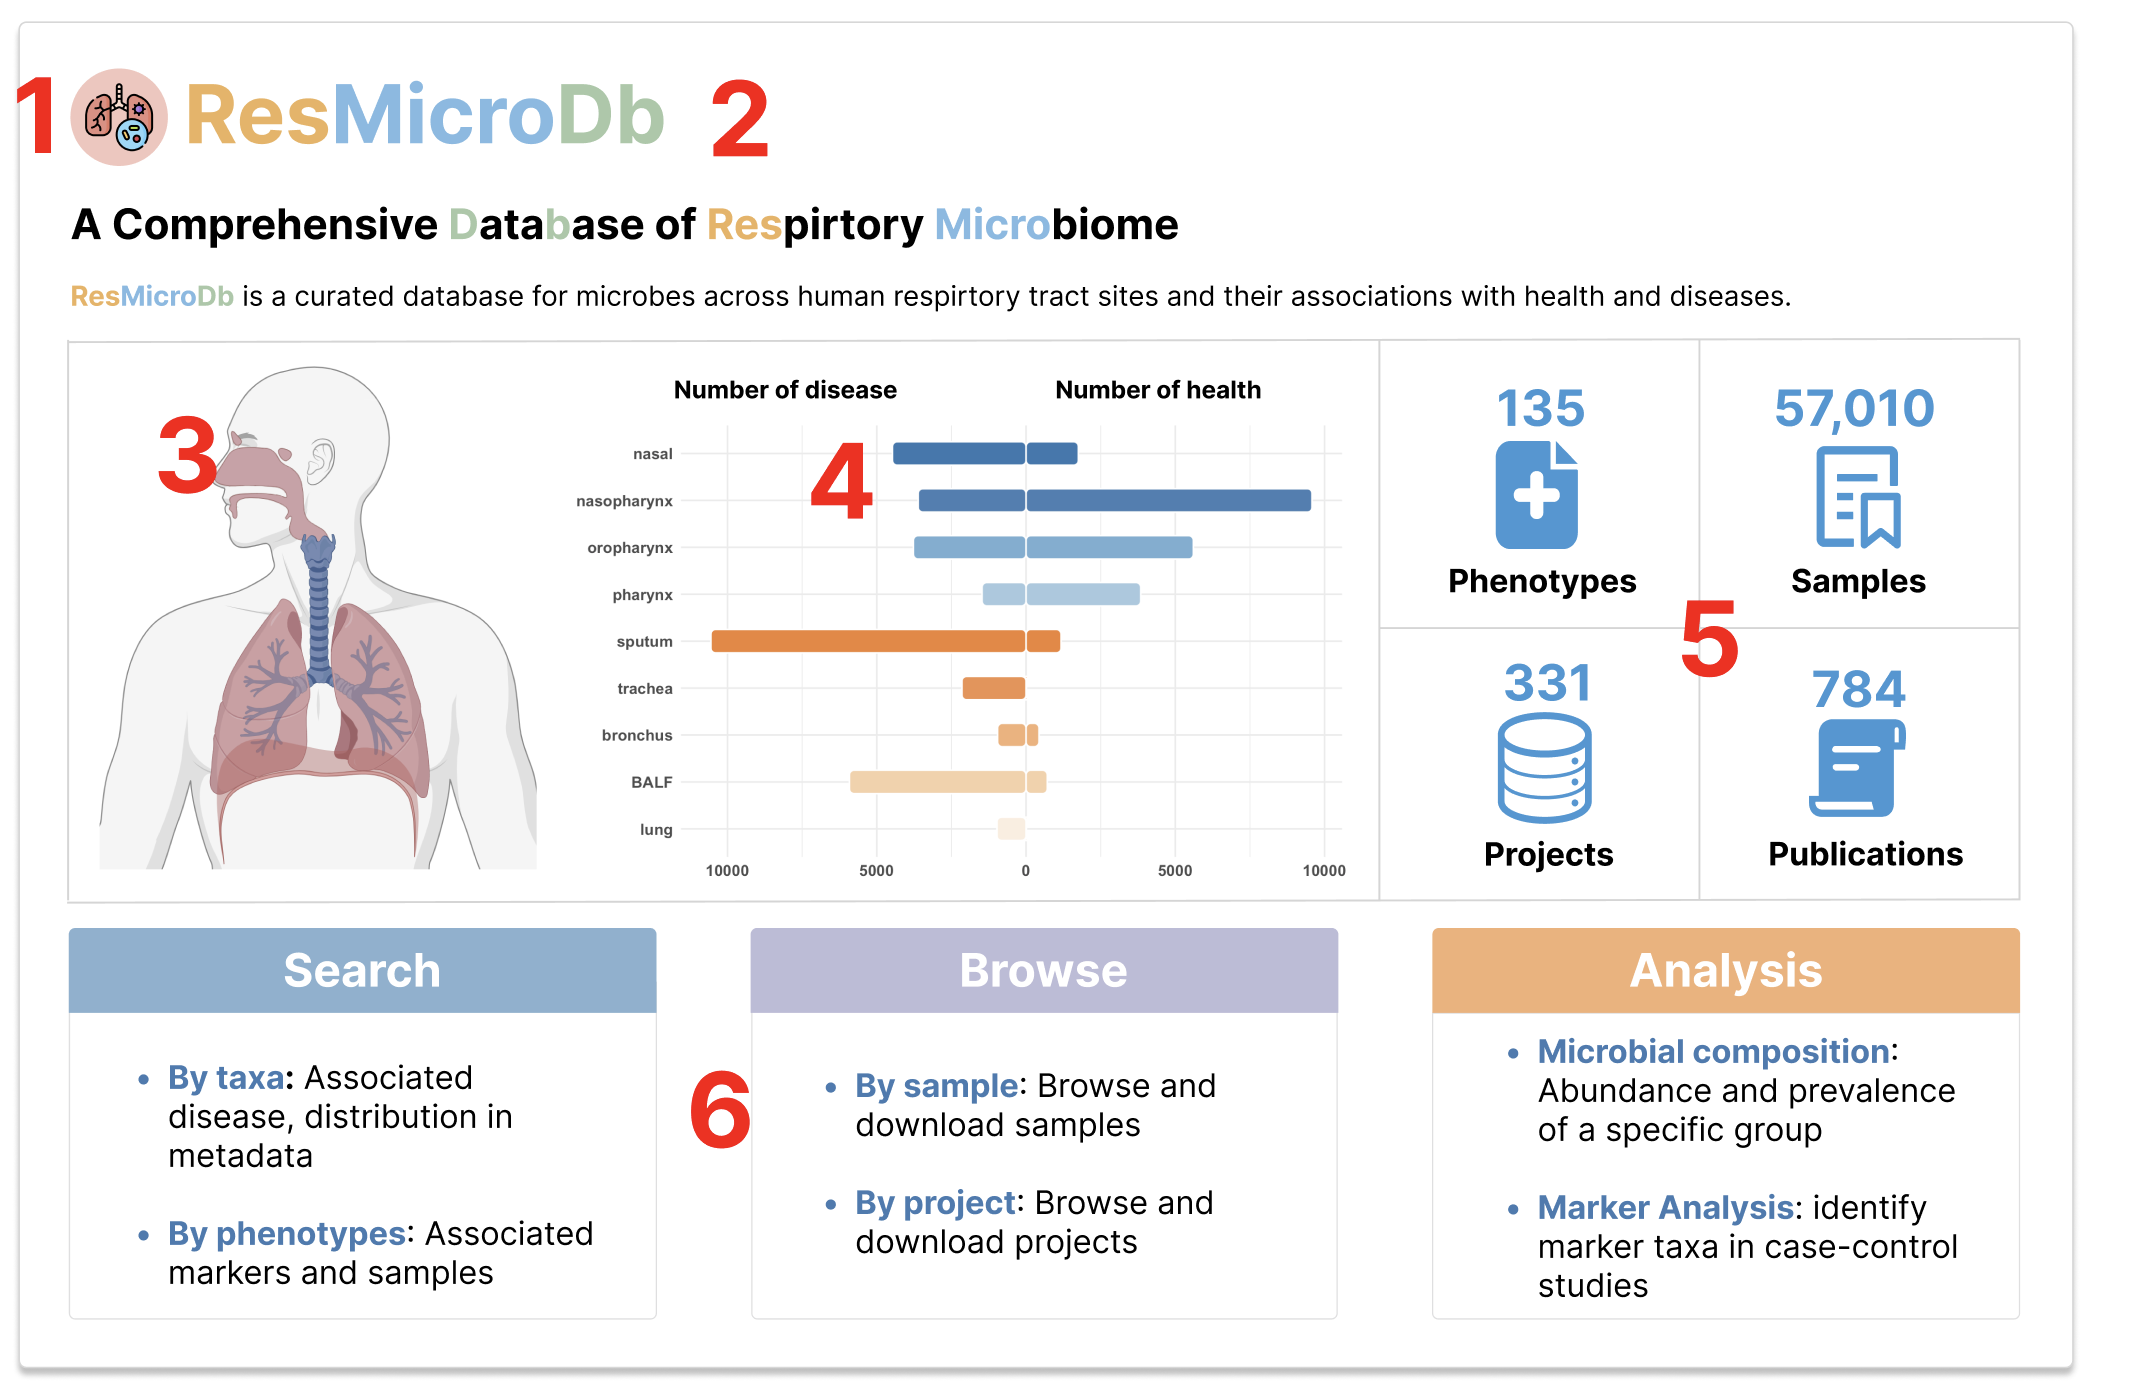 1 ResMicroDb 2
A Comprehensive Database of Respirtory Microbiome
ResMicroDb is a curated database for microbes across human respirtory tract sites and their associations with health and diseases.
3
Number of disease Number of health
4
nasal
nasopharynx
oropharynx
pharynx
sputum
trachea
bronchus
BALF
lung
10000 5000 0 5000 10000
135
Phenotypes
57,010
Samples
5
331
Projects
784
Publications
Search
• By taxa: Associated
disease, distribution in
metadata
• By phenotypes: Associated
markers and samples
6
Browse
• By sample: Browse and
download samples
• By project: Browse and
download projects
Analysis
• Microbial composition:
Abundance and prevalence
of a specific group
• Marker Analysis: identify
marker taxa in case-control
studies